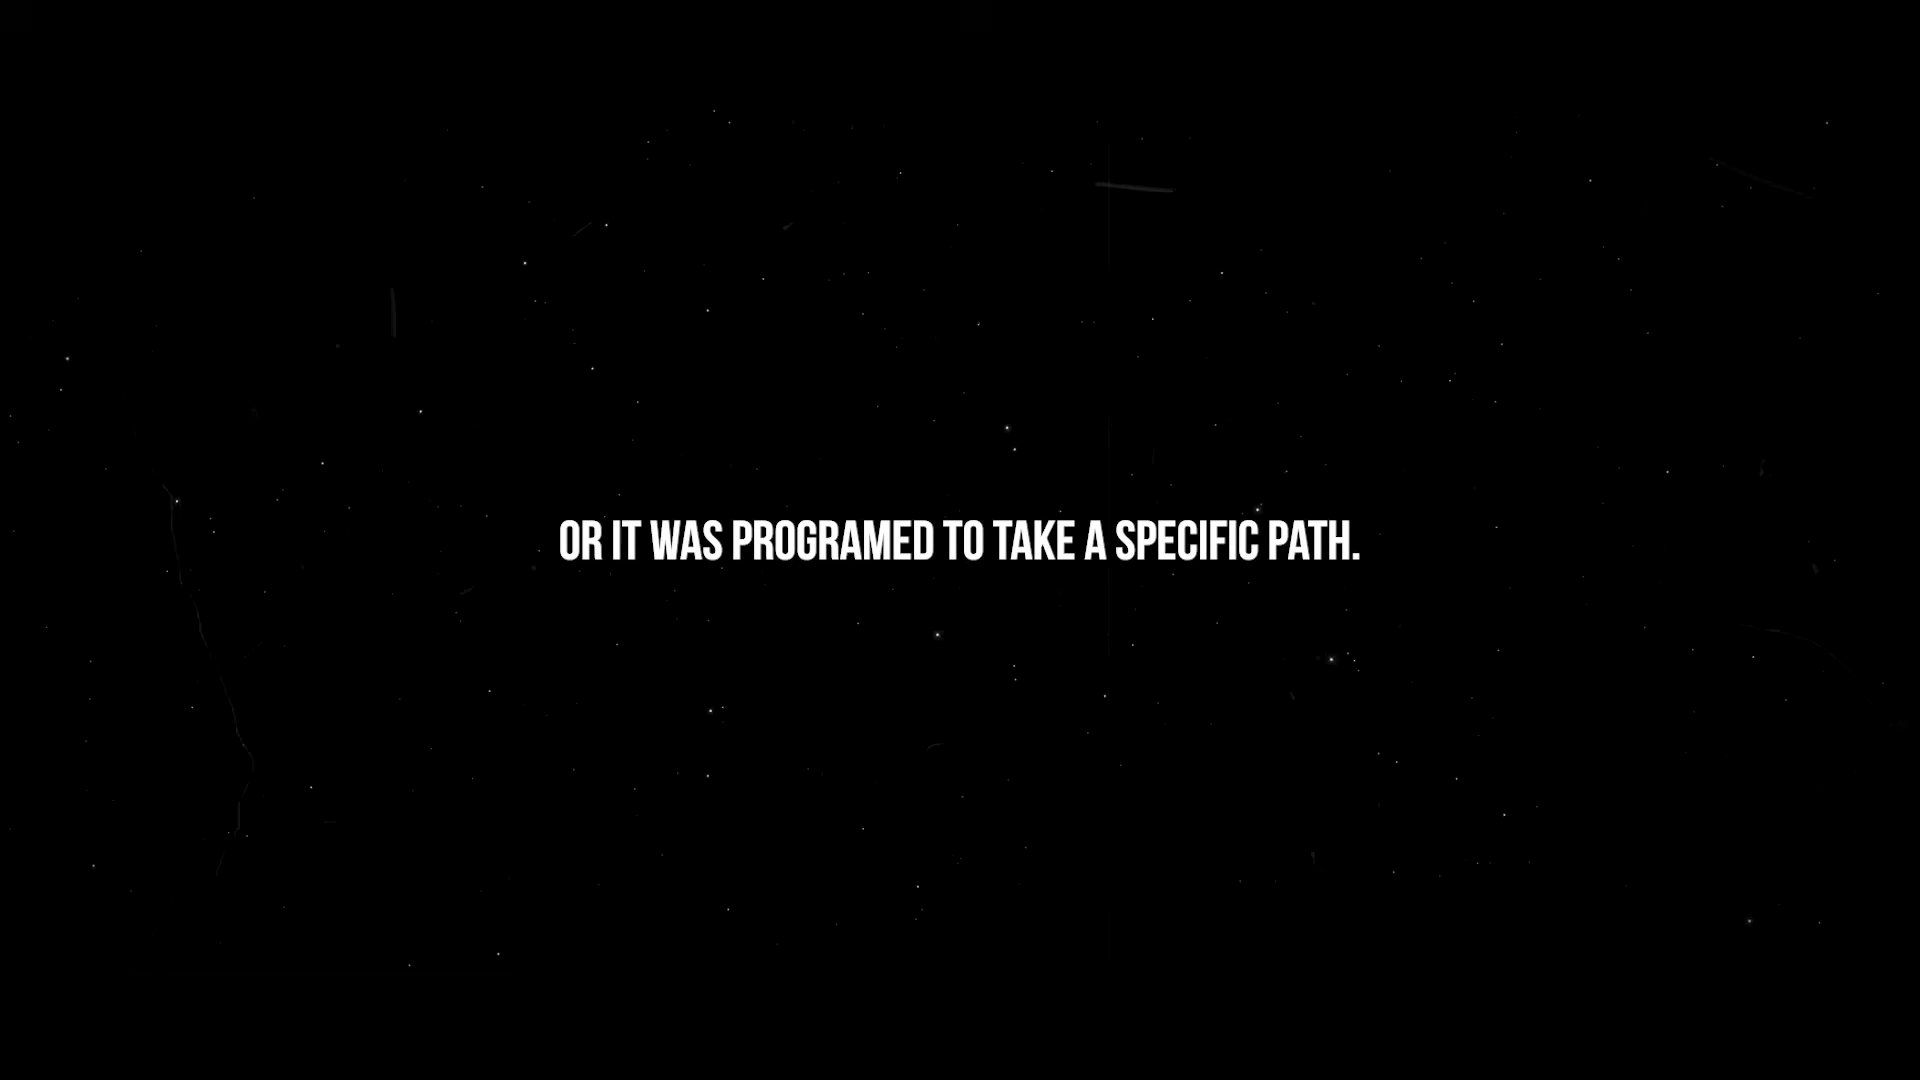 OR IT WAS PROGRAMED TO TAKE A SPECIFIC PATH.